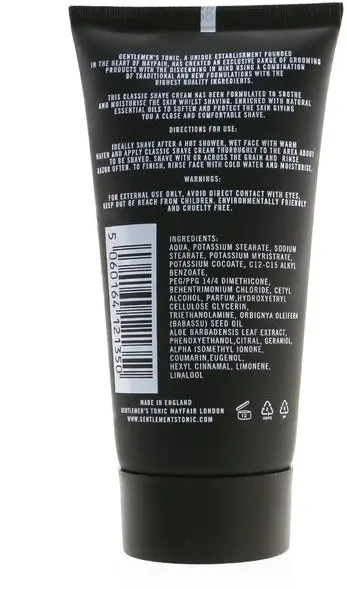 GENTLEMEN'S TONIC, A UNIQUE ESTABLISHMENT FOUNDED
IN THE HEART OF MAYFAIR, HAS CREATED AN EXCLUSIVE RANGE OF GROOMING
PRODUCTS WITH THE DISCERNING MAN IN MIND USING A COMBINATION
OF TRADITIONAL AND NEW FORMULATIONS WITH THE
HIGHEST QUALITY INGREDIENTS.
THIS CLASSIC SHAVE CREAM HAS BEEN FORMULATED TO SOOTHE
AND MOISTURISE THE SKIN WHILST SHAVING. ENRICHED WITH NATURAL
ESSENTIAL OILS TO SOFTEN AND PROTECT THE SKIN GIVING
YOU A CLOSE AND COMFORTABLE SHAVE.
DIRECTIONS FOR USE:
IDEALLY SHAVE AFTER A HOT SHOWER, WET FACE WITH WARM
WATER AND APPLY CLASSIC SHAVE CREAM THOROUGHLY TO THE AREA ABOUT
TO BE SHAVED. SHAVE WITH OR ACROSS THE GRAIN AND RINSE
RAZOR OFTEN. TO FINISH, RINSE FACE WITH COLD WATER AND MOISTURISE.
WARNINGS:
FOR EXTERNAL USE ONLY, AVOID DIRECT CONTACT WITH EYES,
KEEP OUT OF REACH FROM CHILDREN. ENVIRONMENTALLY FRIENDLY
AND CRUELTY FREE.
INGREDIENTS:
AQUA, POTASSIUM STEARATE, SODIUM
STEARATE, POTASSIUM MYRISTRATE,
POTASSIUM COCOATE, C12-C15 ALKYL
BENZOATE,
PEG/PPG 14/4 DIMETHICONE,
BEHENTRIMONIUM CHLORIDE, CETYL
ALCOHOL, PARFUM,HYDROXYETHYL
CELLULOSE GLYCERIN,
TRIETHANOLAMINE, ORBIGNYA OLEIFERA
(BABASSU) SEED OIL
ALOE BARBADENSIS LEAF EXTRACT,
PHENOXYETHANOL,CITRAL, GERANIOL,
ALPHA ISOMETHYL IONONE,
COUMARIN,EUGENOL,
HEXYL CINNAMAL, LIMONENE,
LINALOOL
5 060164 121350
MADE IN ENGLAND
GENTLEMEN'S TONIC MAYFAIR LONDON
WWW.GENTLEMENSTONIC.COM
12